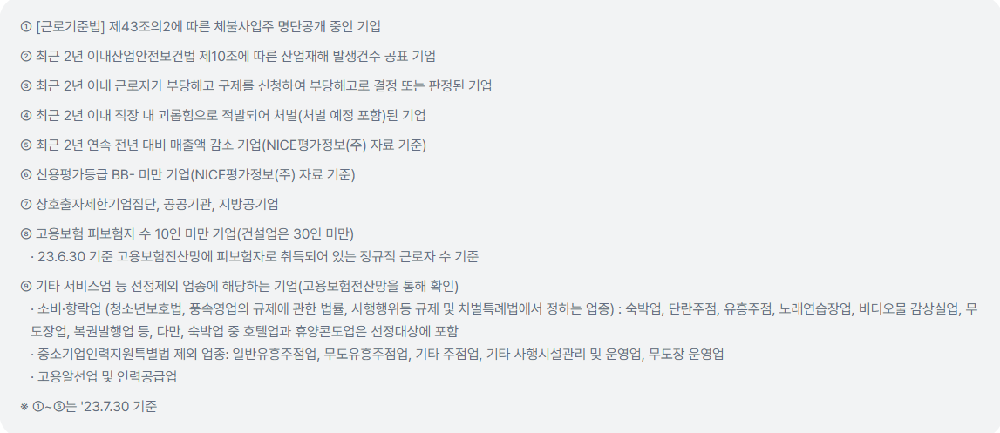 ① [근로기준법] 제43조의2에 따른 체불사업주 명단공개 중인 기업
② 최근 2년 이내산업안전보건법 제10조에 따른 산업재해 발생건수 공표 기업
③ 최근 2년 이내 근로자가 부당해고 구제를 신청하여 부당해고로 결정 또는 판정된 기업
④ 최근 2년 이내 직장 내 괴롭힘으로 적발되어 처벌(처벌 예정 포함)된 기업
⑤ 최근 2년 연속 전년 대비 매출액 감소 기업(NICE평가정보(주) 자료 기준)
⑥ 신용평가등급 BB- 미만 기업(NICE평가정보(주) 자료 기준)
⑦ 상호출자제한기업집단, 공공기관, 지방공기업
⑧ 고용보험 피보험자 수 10인 미만 기업(건설업은 30인 미만)
· 23.6.30 기준 고용보험전산망에 피보험자로 취득되어 있는 정규직 근로자 수 기준
⑨ 기타 서비스업 등 선정제외 업종에 해당하는 기업(고용보험전산망을 통해 확인)
· 소비·향락업 (청소년보호법, 풍속영업의 규제에 관한 법률, 사행행위등 규제 및 처벌특례법에서 정하는 업종) : 숙박업, 단란주점, 유흥주점, 노래연습장업, 비디오물 감상실업, 무
도장업, 복권발행업 등, 다만, 숙박업 중 호텔업과 휴양콘도업은 선정대상에 포함
· 중소기업인력지원특별법 제외 업종: 일반유흥주점업, 무도유흥주점업, 기타 주점업, 기타 사행시설관리 및 운영업, 무도장 운영업
· 고용알선업 및 인력공급업
※ ①~⑤는 '23.7.30 기준